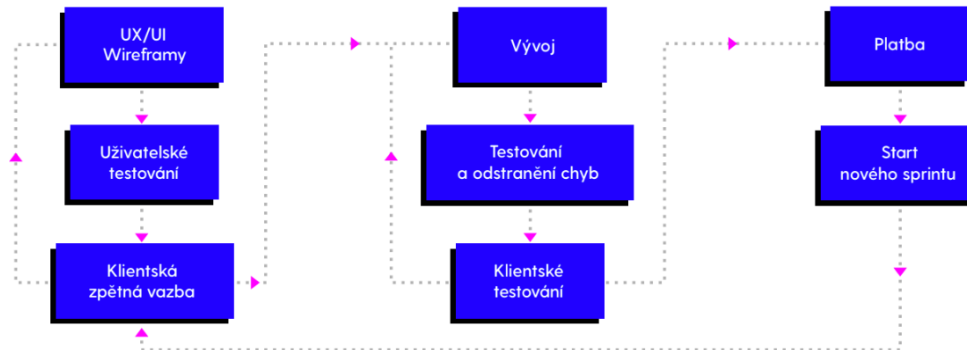 UX/UI
Wireframy
Uživatelské
testování
Klientská
zpětná vazba
Vývoj
Testování
a odstranění chyb
Klientské
testování
Platba
Start
nového sprintu